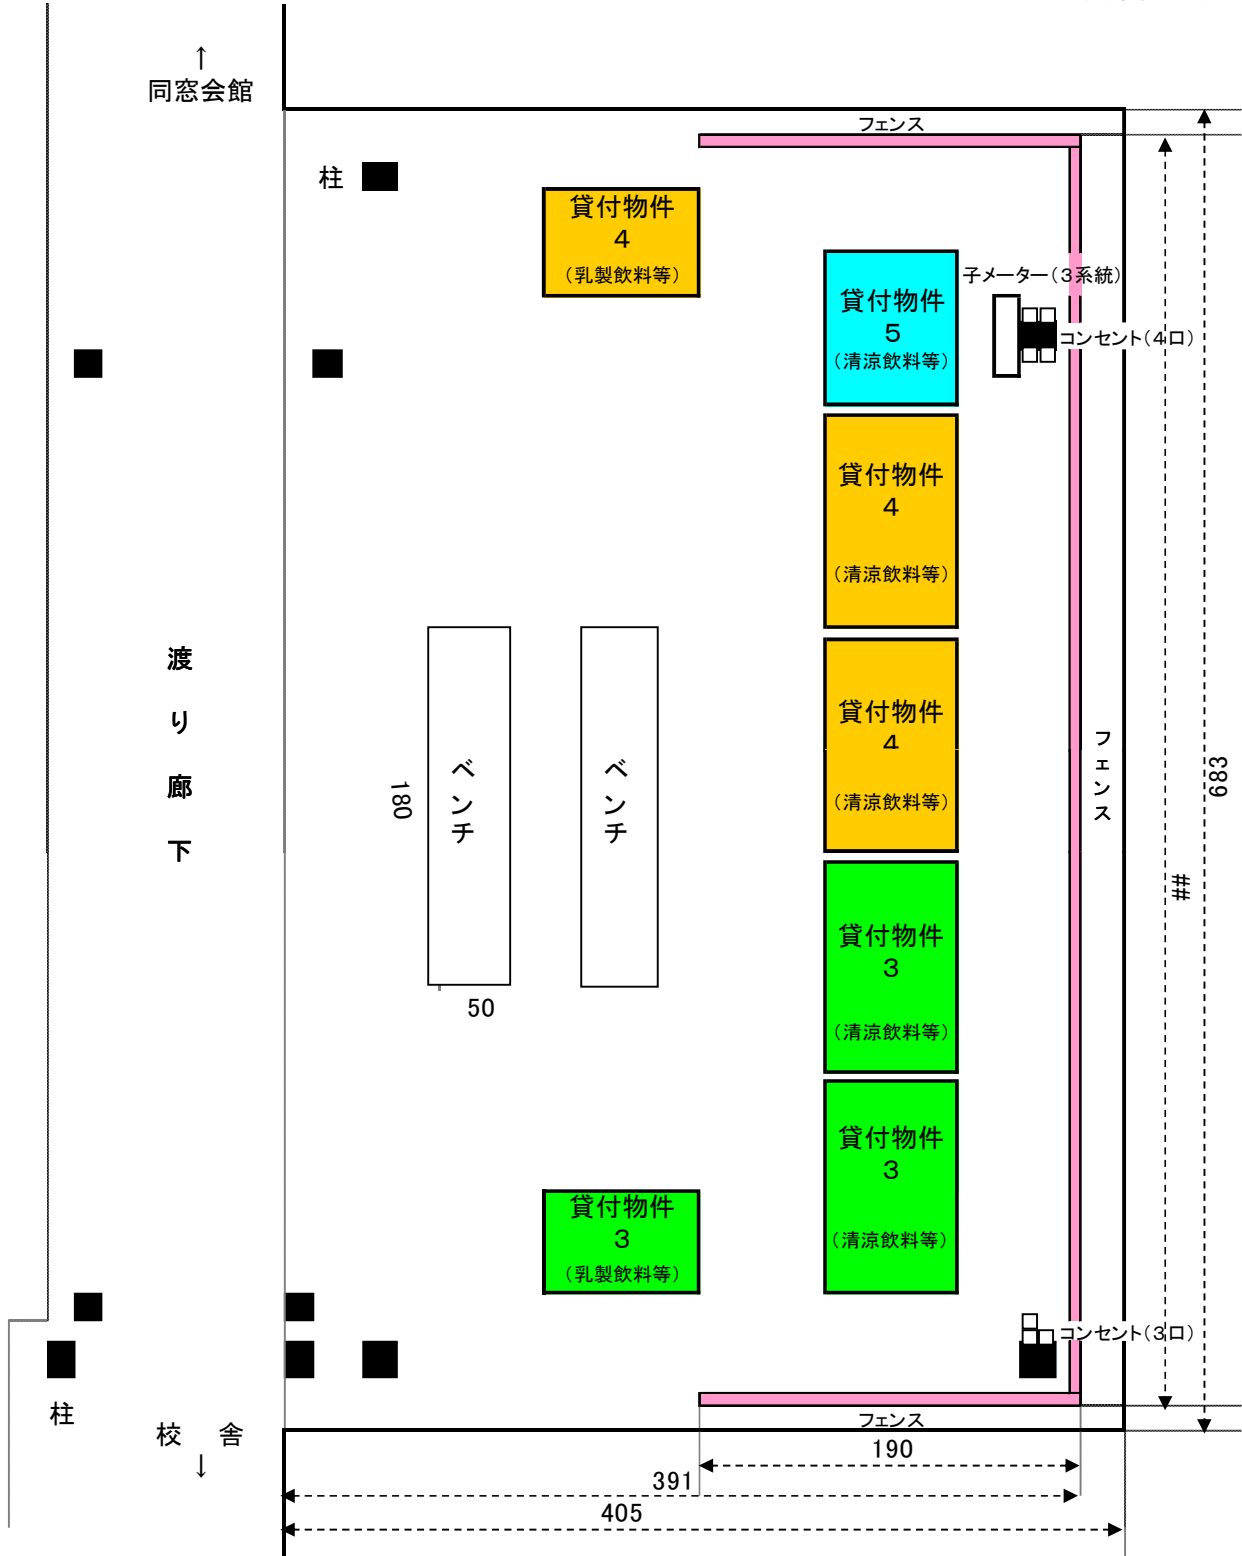 ↑
同窓会館
フェンス
柱
貸付物件
4
（乳製飲料等）
貸付物件
5
（清涼飲料等）
子メーター（3系統）
コンセント（4口）
貸付物件
4
（清涼飲料等）
渡り廊下
180
ベンチ
50
ベンチ
貸付物件
4
（清涼飲料等）
フェンス
683
##
貸付物件
3
（清涼飲料等）
貸付物件
3
（清涼飲料等）
貸付物件
3
（乳製飲料等）
コンセント（3口）
柱
校　舎
↓
フェンス
190
391
405